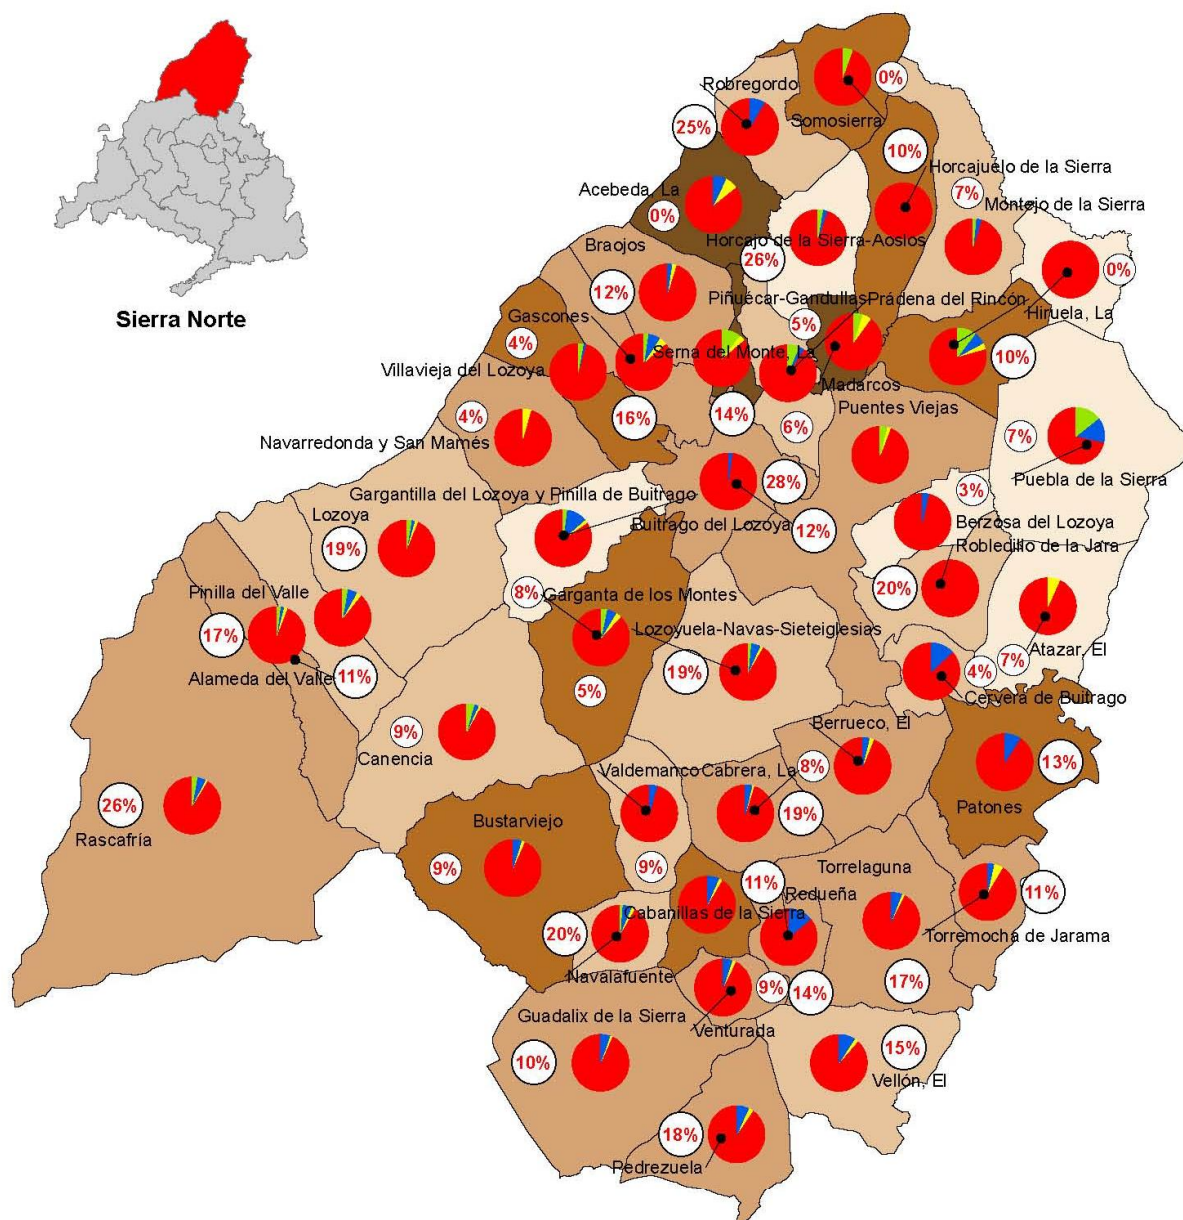 Robregordo
0%
Somosierra
25%
10%
Horcajuelo de la Sierra
Acebeda, La
7%
Montejo de la Sierra
0%
Horcajo de la Sierra-Aoslos
Braojos
26%
0%
12%
Piñuécar-Gandullas
Prádena del Rincón
Hiruela, La
Sierra Norte
Gascones
5%
4%
Serna del Monte, La
10%
Villavieja del Lozoya
Madarcos
4%
16%
14%
6%
Puentes Viejas
Navarredonda y San Mamés
7%
Puebla de la Sierra
Gargantilla del Lozoya y Pinilla de Buitrago
28%
3%
Lozoya
Buitrago del Lozoya
12%
Berzosa del Lozoya
19%
Robledillo de la Jara
8%
Garganta de los Montes
20%
Pinilla del Valle
17%
Lozoyuela-Navas-Sieteiglesias
Atazar, El
7%
Alameda del Valle
11%
5%
19%
4%
Cervera de Buitrago
9%
Berrueco, El
Canencia
Valdemanco
Cabrera, La
8%
13%
26%
Rascafría
19%
Patones
Bustarviejo
9%
9%
11%
Torrelaguna
Redueña
11%
Cabanillas de la Sierra
20%
Torremocha de Jarama
Navalafuente
9%
14%
17%
Guadalix de la Sierra
Venturada
10%
15%
Vellón, El
18%
Pedrezuela